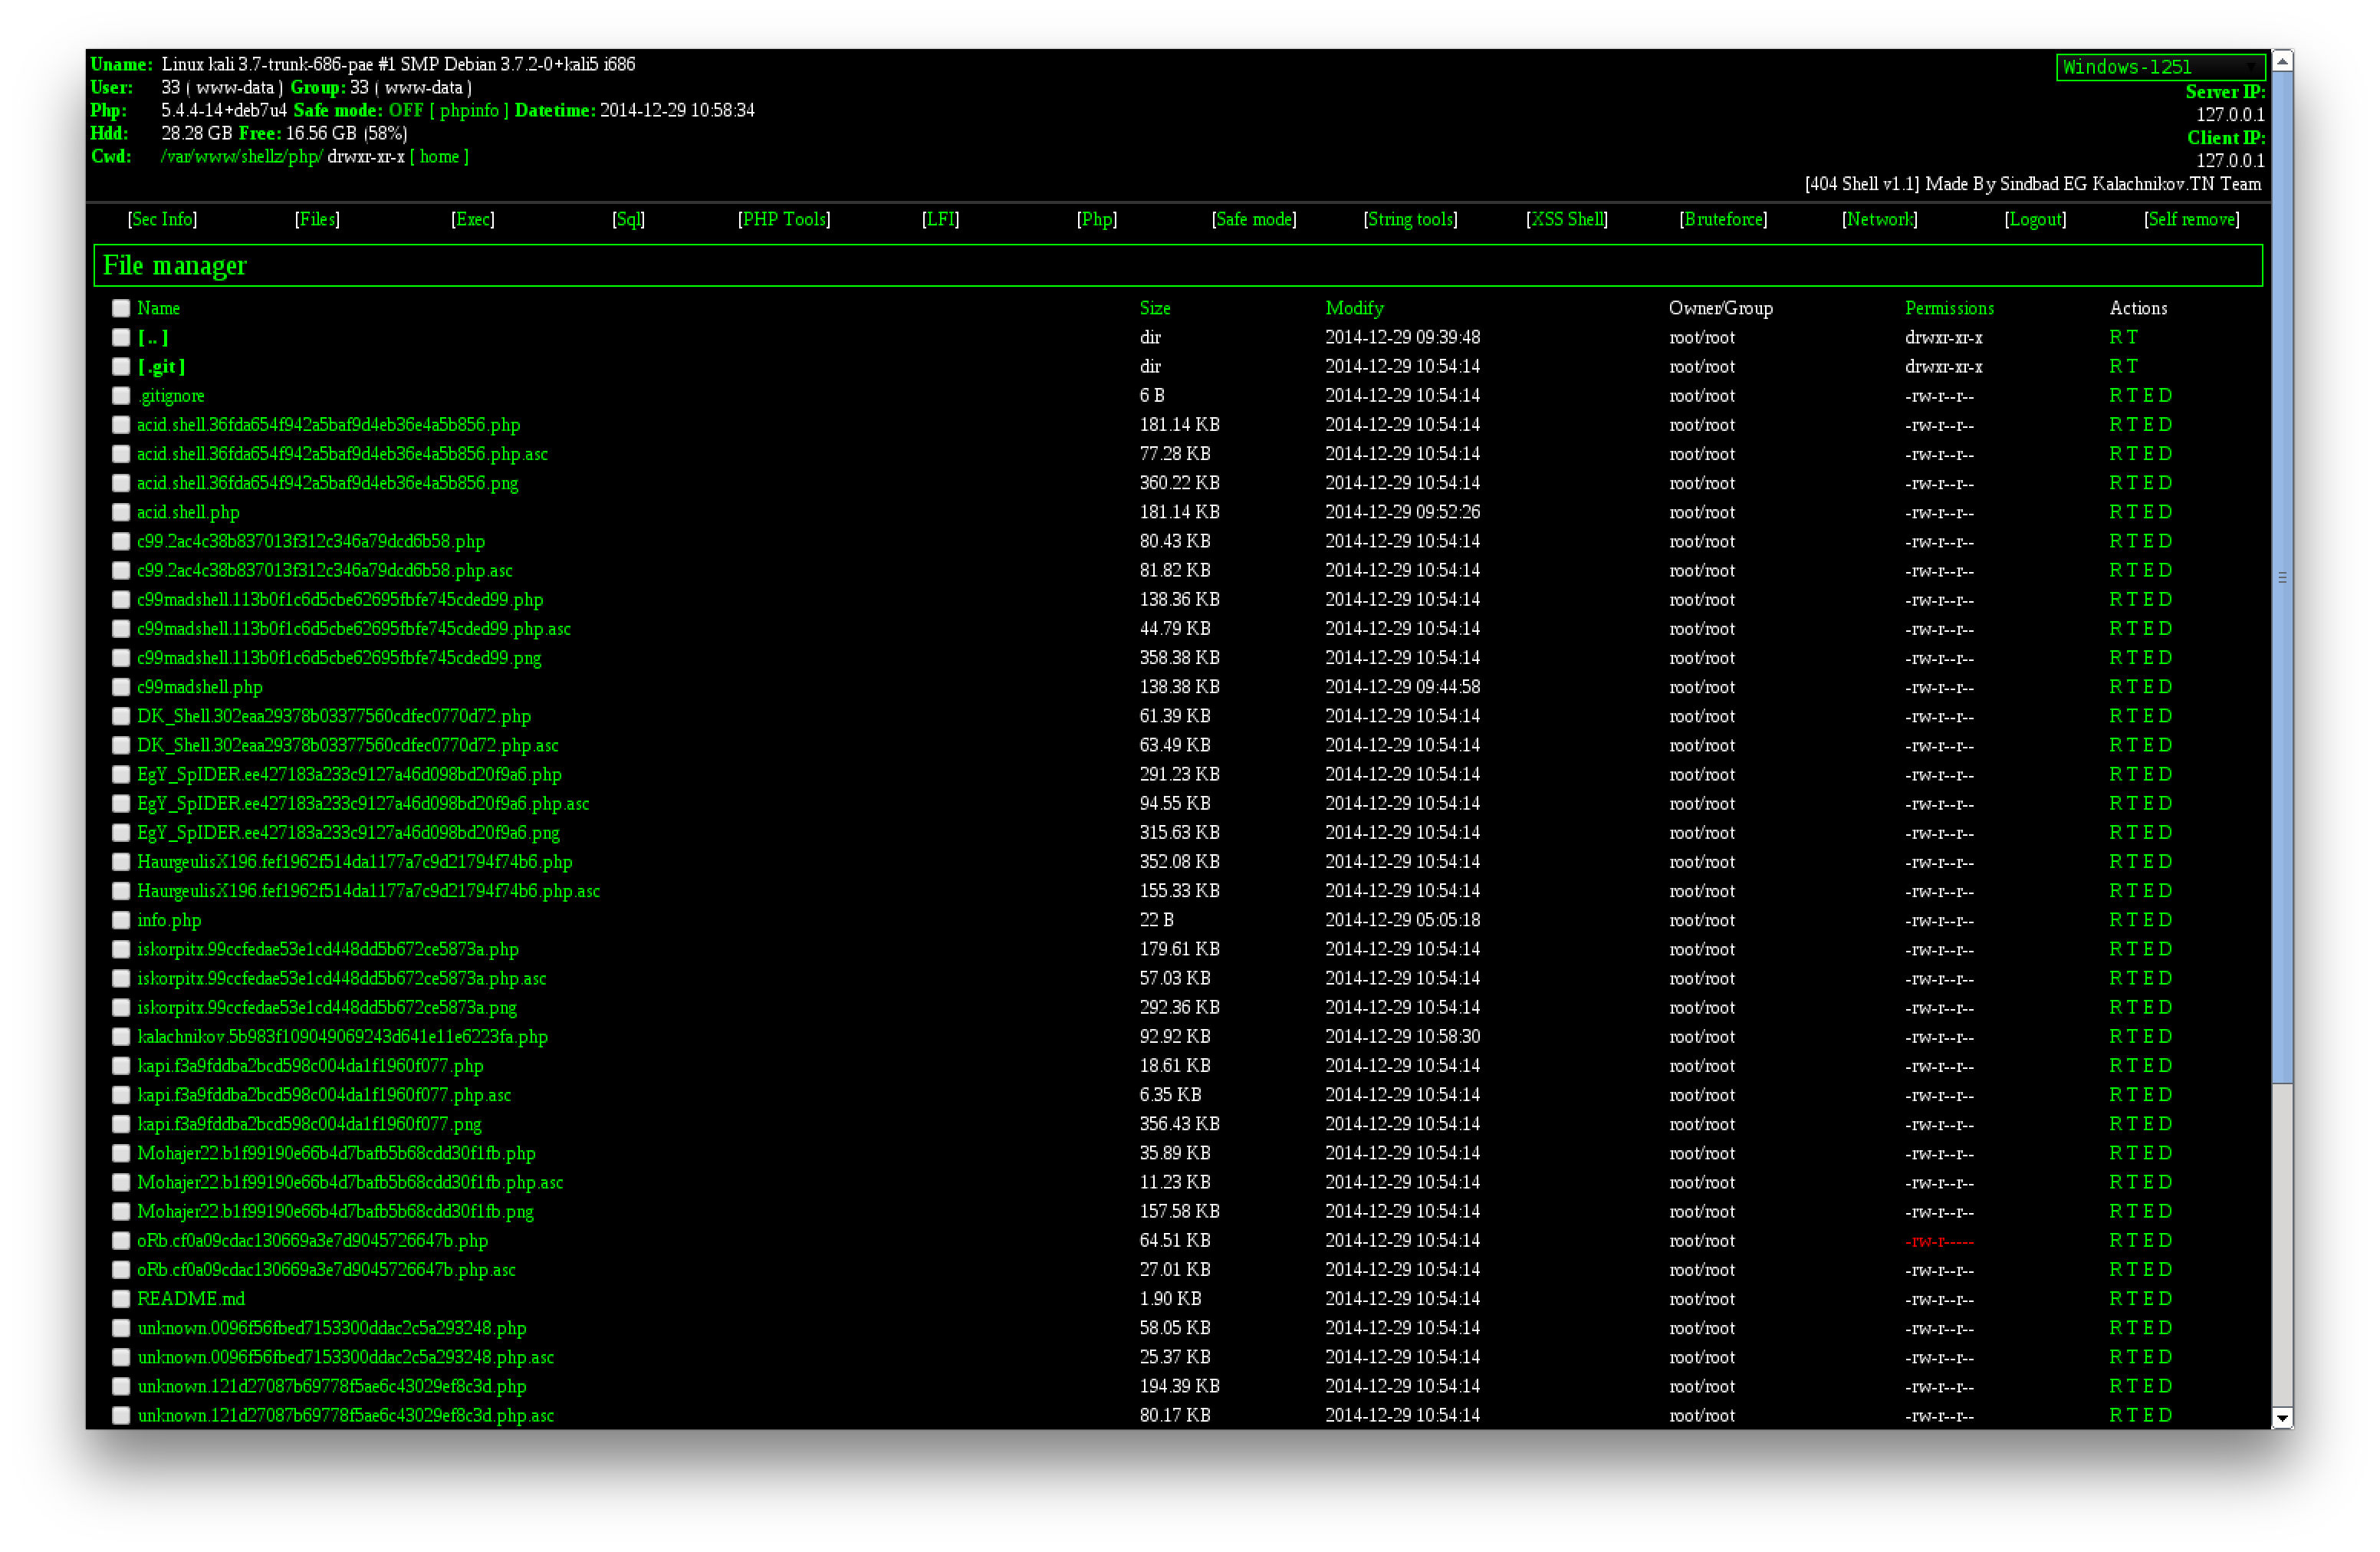 Uname: Linux kali 3.7-trunk-686-pae #1 SMP Debian 3.7.2-0+kali5 i686
User: 33 ( www-data ) Group: 33 ( www-data )
Php: 5.4.4-14+deb7u4 Safe mode: OFF [ phpinfo ] Datetime: 2014-12-29 10:58:34
Hdd: 28.28 GB Free: 16.56 GB (58%)
Cwd: /var/www/shellz/php/ drwxr-xr-x [ home ]
Windows-1251
Server IP:
127.0.0.1
Client IP:
127.0.0.1
[404 Shell v1.1] Made By Sindbad EG Kalachnikov.TN Team
[Sec Info] [Files] [Exec] [Sql] [PHP Tools] [LFI] [Php] [Safe mode] [String tools] [XSS Shell] [Bruteforce] [Network] [Logout] [Self remove]
File manager
Name Size Modify Owner/Group Permissions Actions
[ .. ] dir 2014-12-29 09:39:48 root/root drwxr-xr-x R T
[ .git ] dir 2014-12-29 10:54:14 root/root drwxr-xr-x R T
.gitignore 6 B 2014-12-29 10:54:14 root/root -rw-r--r-- R T E D
acid.shell.36fda654f942a5baf9d4eb36e4a5b856.php 181.14 KB 2014-12-29 10:54:14 root/root -rw-r--r-- R T E D
acid.shell.36fda654f942a5baf9d4eb36e4a5b856.php.asc 77.28 KB 2014-12-29 10:54:14 root/root -rw-r--r-- R T E D
acid.shell.36fda654f942a5baf9d4eb36e4a5b856.png 360.22 KB 2014-12-29 10:54:14 root/root -rw-r--r-- R T E D
acid.shell.php 181.14 KB 2014-12-29 09:52:26 root/root -rw-r--r-- R T E D
c99.2ac4c38b837013f312c346a79dcd6b58.php 80.43 KB 2014-12-29 10:54:14 root/root -rw-r--r-- R T E D
c99.2ac4c38b837013f312c346a79dcd6b58.php.asc 81.82 KB 2014-12-29 10:54:14 root/root -rw-r--r-- R T E D
c99madshell.113b0f1c6d5cbe62695fbfe745cded99.php 138.36 KB 2014-12-29 10:54:14 root/root -rw-r--r-- R T E D
c99madshell.113b0f1c6d5cbe62695fbfe745cded99.php.asc 44.79 KB 2014-12-29 10:54:14 root/root -rw-r--r-- R T E D
c99madshell.113b0f1c6d5cbe62695fbfe745cded99.png 358.38 KB 2014-12-29 10:54:14 root/root -rw-r--r-- R T E D
c99madshell.php 138.38 KB 2014-12-29 09:44:58 root/root -rw-r--r-- R T E D
DK_Shell.302eaa29378b03377560cdfec0770d72.php 61.39 KB 2014-12-29 10:54:14 root/root -rw-r--r-- R T E D
DK_Shell.302eaa29378b03377560cdfec0770d72.php.asc 63.49 KB 2014-12-29 10:54:14 root/root -rw-r--r-- R T E D
EgY_SpIDER.ee427183a233c9127a46d098bd20f9a6.php 291.23 KB 2014-12-29 10:54:14 root/root -rw-r--r-- R T E D
EgY_SpIDER.ee427183a233c9127a46d098bd20f9a6.php.asc 94.55 KB 2014-12-29 10:54:14 root/root -rw-r--r-- R T E D
EgY_SpIDER.ee427183a233c9127a46d098bd20f9a6.png 315.63 KB 2014-12-29 10:54:14 root/root -rw-r--r-- R T E D
HaurgeulisX196.fef1962f514da1177a7c9d21794f74b6.php 352.08 KB 2014-12-29 10:54:14 root/root -rw-r--r-- R T E D
HaurgeulisX196.fef1962f514da1177a7c9d21794f74b6.php.asc 155.33 KB 2014-12-29 10:54:14 root/root -rw-r--r-- R T E D
info.php 22 B 2014-12-29 05:05:18 root/root -rw-r--r-- R T E D
iskorpitx.99ccfedae53e1cd448dd5b672ce5873a.php 179.61 KB 2014-12-29 10:54:14 root/root -rw-r--r-- R T E D
iskorpitx.99ccfedae53e1cd448dd5b672ce5873a.php.asc 57.03 KB 2014-12-29 10:54:14 root/root -rw-r--r-- R T E D
iskorpitx.99ccfedae53e1cd448dd5b672ce5873a.png 292.36 KB 2014-12-29 10:54:14 root/root -rw-r--r-- R T E D
kalachnikov.5b983f109049069243d641e11e6223fa.php 92.92 KB 2014-12-29 10:58:30 root/root -rw-r--r-- R T E D
kapi.f3a9fddba2bcd598c004da1f1960f077.php 18.61 KB 2014-12-29 10:54:14 root/root -rw-r--r-- R T E D
kapi.f3a9fddba2bcd598c004da1f1960f077.php.asc 6.35 KB 2014-12-29 10:54:14 root/root -rw-r--r-- R T E D
kapi.f3a9fddba2bcd598c004da1f1960f077.png 356.43 KB 2014-12-29 10:54:14 root/root -rw-r--r-- R T E D
Mohajer22.b1f99190e66b4d7bafb5b68cdd30f1fb.php 35.89 KB 2014-12-29 10:54:14 root/root -rw-r--r-- R T E D
Mohajer22.b1f99190e66b4d7bafb5b68cdd30f1fb.php.asc 11.23 KB 2014-12-29 10:54:14 root/root -rw-r--r-- R T E D
Mohajer22.b1f99190e66b4d7bafb5b68cdd30f1fb.png 157.58 KB 2014-12-29 10:54:14 root/root -rw-r--r-- R T E D
oRb.cf0a09cdac130669a3e7d9045726647b.php 64.51 KB 2014-12-29 10:54:14 root/root -rw-r----- R T E D
oRb.cf0a09cdac130669a3e7d9045726647b.php.asc 27.01 KB 2014-12-29 10:54:14 root/root -rw-r--r-- R T E D
README.md 1.90 KB 2014-12-29 10:54:14 root/root -rw-r--r-- R T E D
unknown.0096f56fbed7153300ddac2c5a293248.php 58.05 KB 2014-12-29 10:54:14 root/root -rw-r--r-- R T E D
unknown.0096f56fbed7153300ddac2c5a293248.php.asc 25.37 KB 2014-12-29 10:54:14 root/root -rw-r--r-- R T E D
unknown.121d27087b69778f5ae6c43029ef8c3d.php 194.39 KB 2014-12-29 10:54:14 root/root -rw-r--r-- R T E D
unknown.121d27087b69778f5ae6c43029ef8c3d.php.asc 80.17 KB 2014-12-29 10:54:14 root/root -rw-r--r-- R T E D